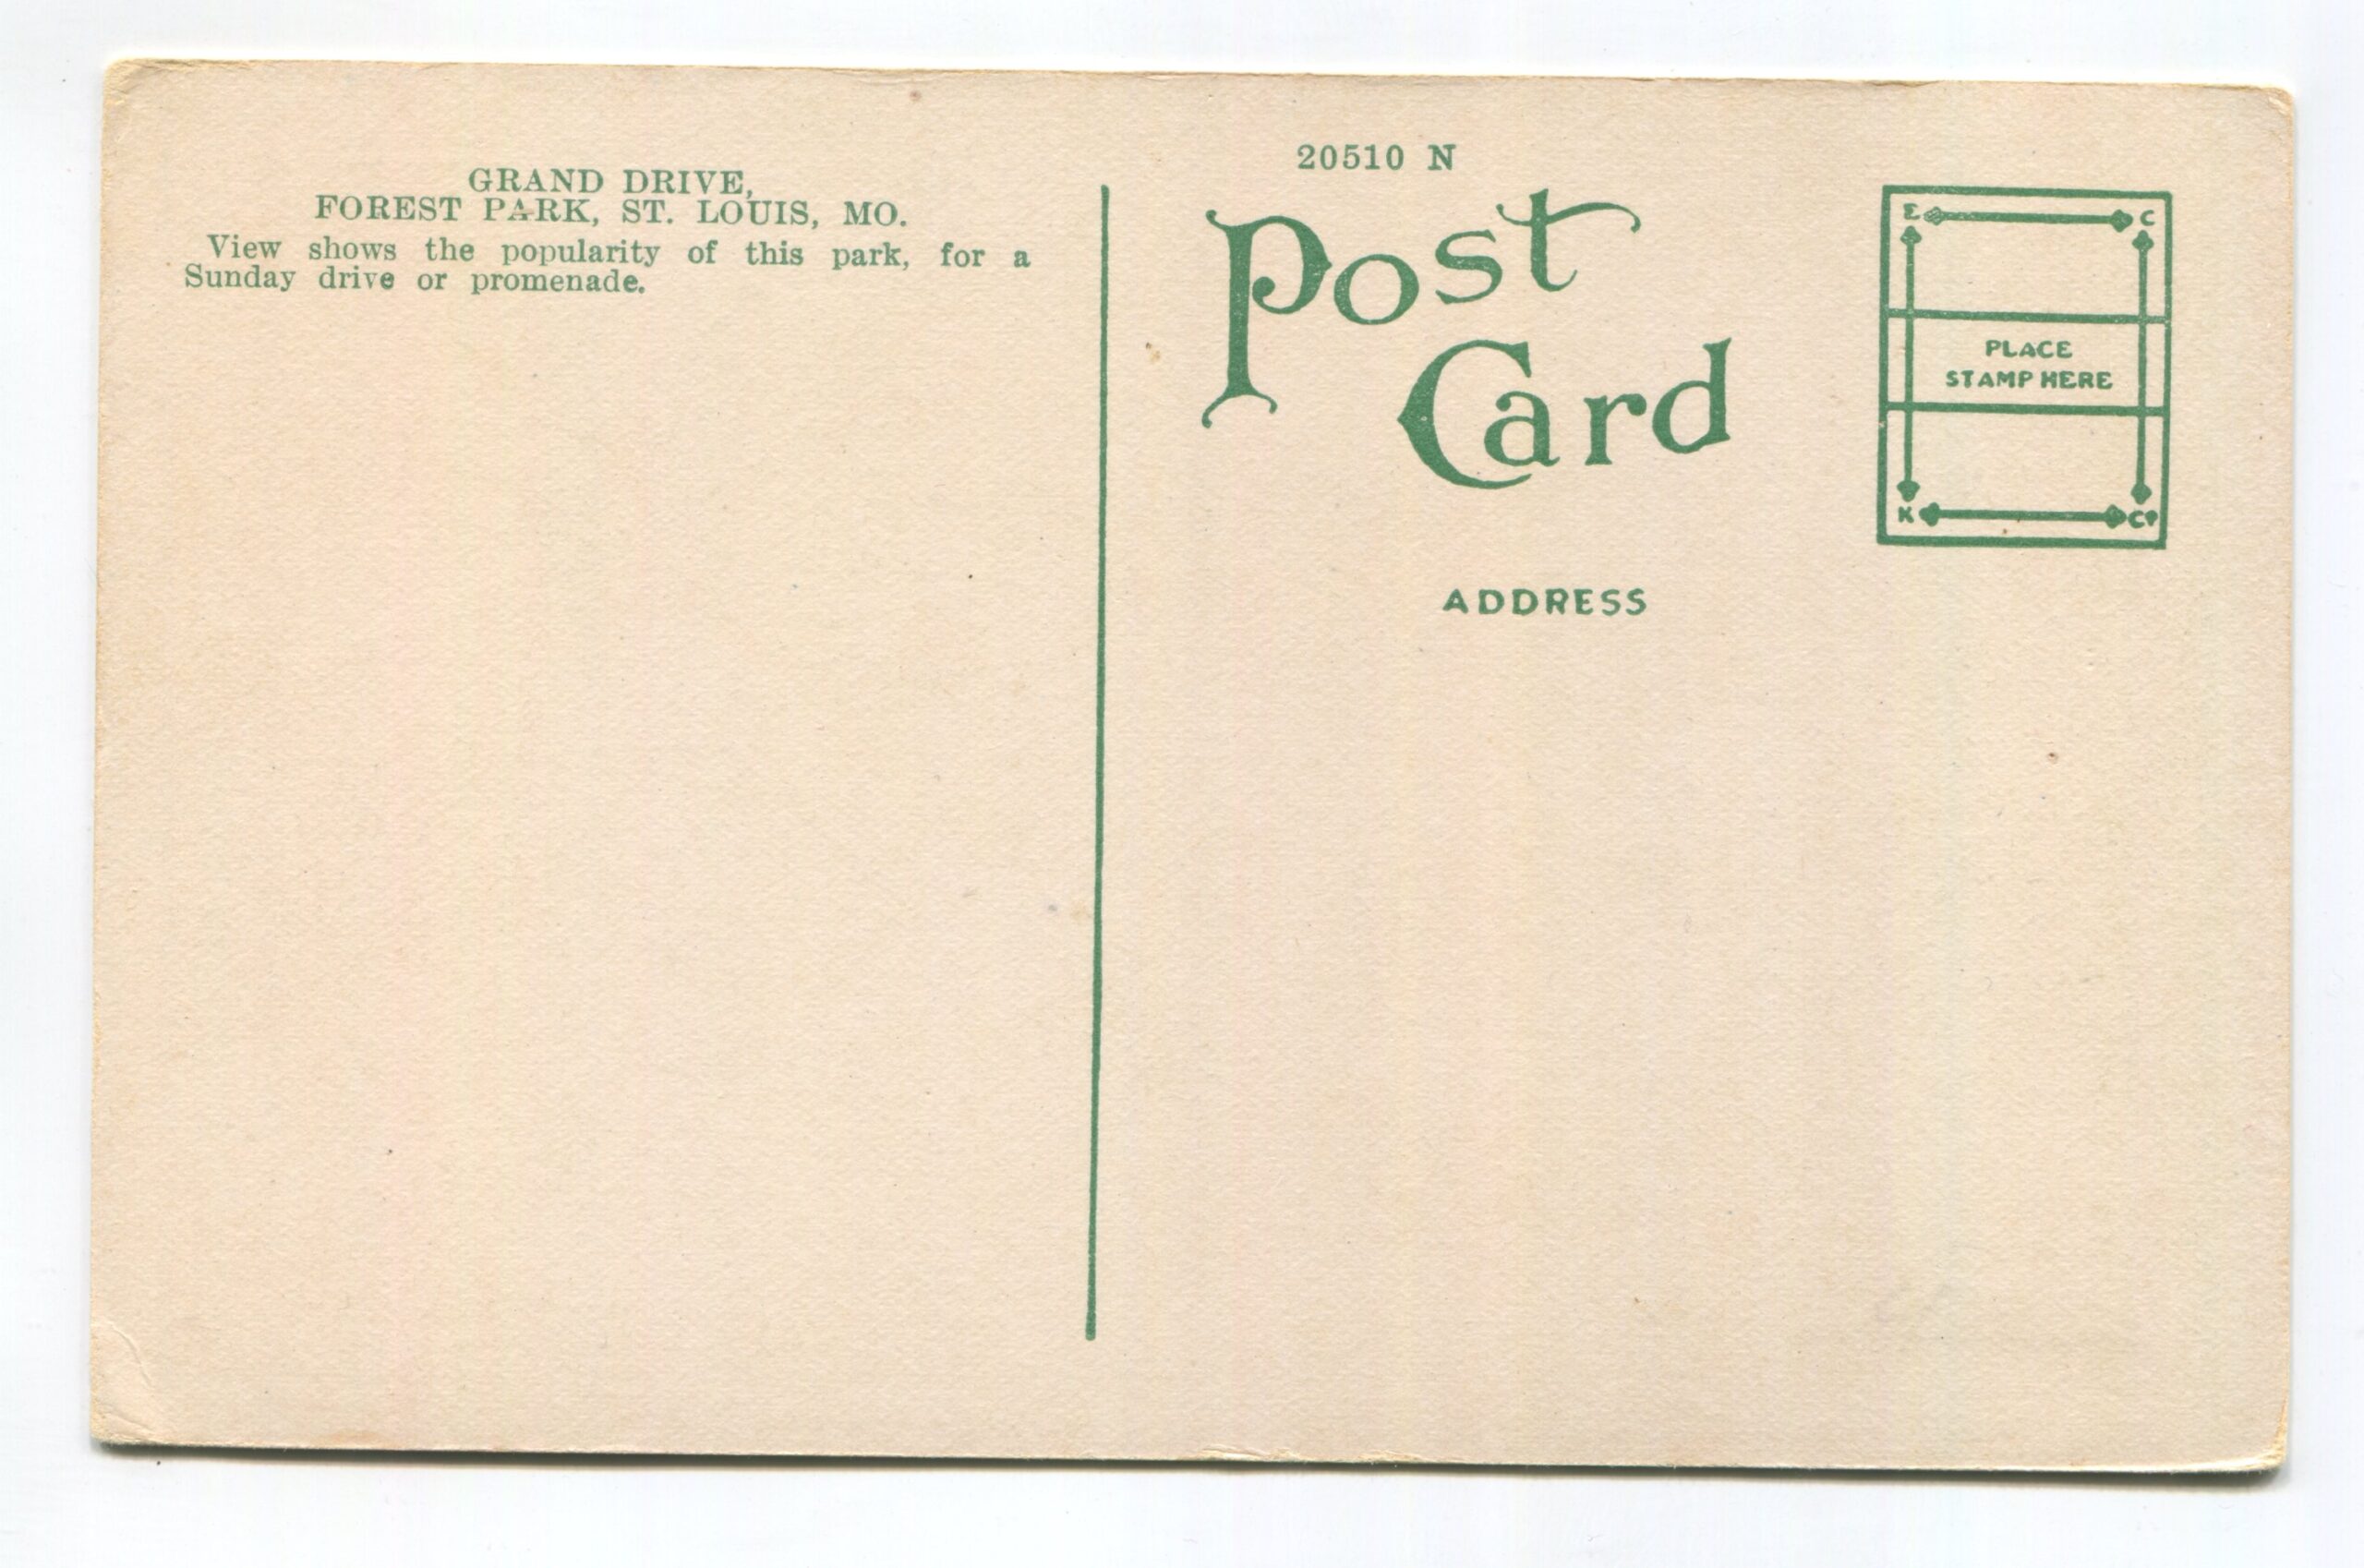 GRAND DRIVE,
FOREST PARK, ST. LOUIS, MO.
View shows the popularity of this park, for a
Sunday drive or promenade.
20510 N
Post
Card
E C
PLACE
STAMP HERE
K Co
ADDRESS